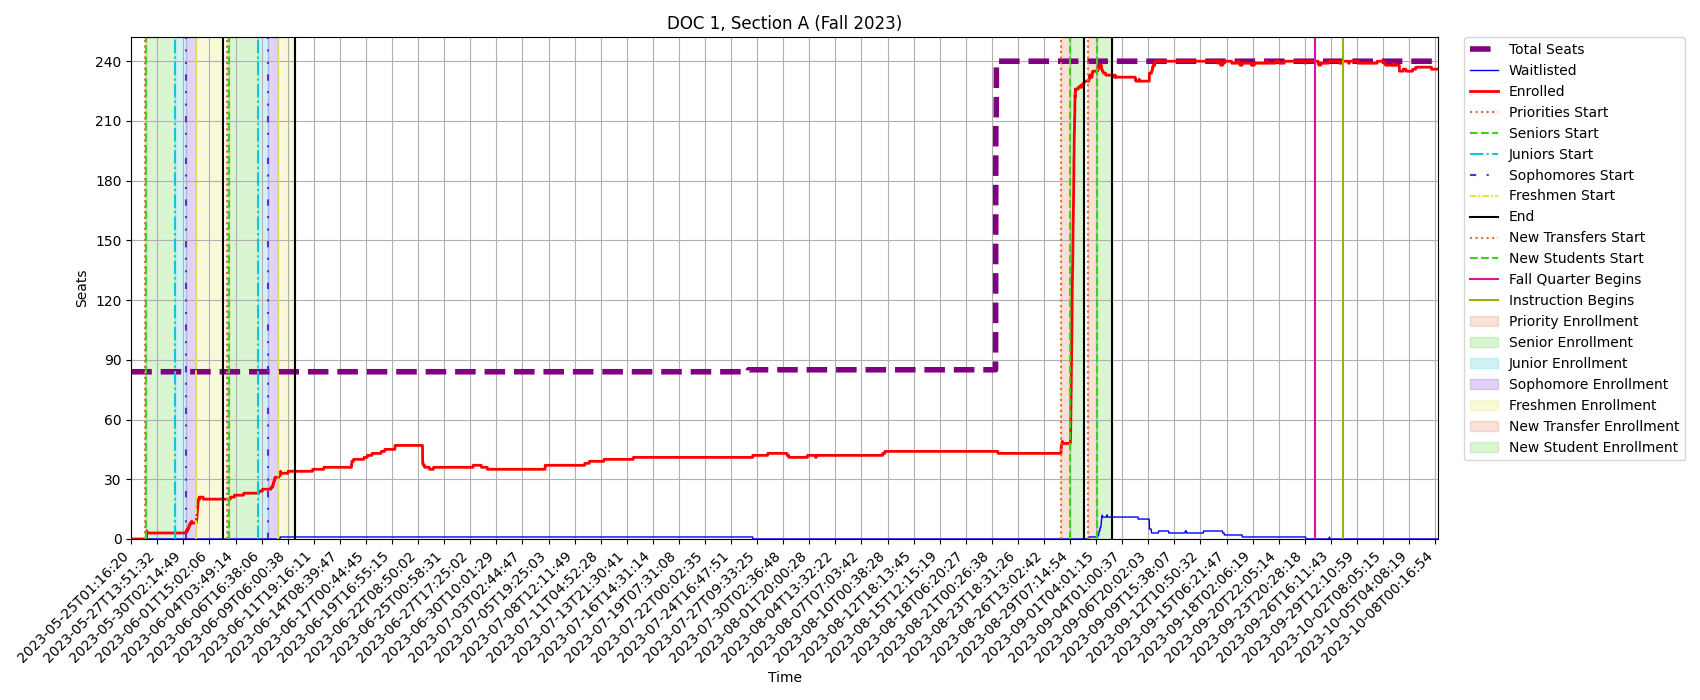 DOC 1, Section A (Fall 2023)
Seats
240
210
180
150
120
90
60
30
0
2023-05-25T01:16:20
2023-05-27T13:51:32
2023-05-30T02:14:49
2023-06-01T15:02:06
2023-06-04T03:49:14
2023-06-06T16:38:06
2023-06-09T06:00:38
2023-06-11T19:16:11
2023-06-14T08:39:47
2023-06-17T00:44:45
2023-06-19T16:55:15
2023-06-22T08:50:02
2023-06-25T00:58:31
2023-06-27T17:25:02
2023-06-30T10:01:29
2023-07-03T02:44:47
2023-07-05T19:25:03
2023-07-08T12:11:49
2023-07-11T04:52:28
2023-07-13T21:30:41
2023-07-16T14:31:14
2023-07-19T07:31:08
2023-07-22T00:02:35
2023-07-24T16:47:51
2023-07-27T09:33:25
2023-07-30T02:36:48
2023-08-01T20:00:28
2023-08-04T13:32:22
2023-08-07T07:03:42
2023-08-10T00:38:28
2023-08-12T18:13:45
2023-08-15T12:15:19
2023-08-18T06:20:27
2023-08-21T00:26:38
2023-08-23T18:31:26
2023-08-26T13:02:42
2023-08-29T07:14:54
2023-09-01T04:01:15
2023-09-04T01:00:37
2023-09-06T20:02:03
2023-09-09T15:38:07
2023-09-12T10:50:32
2023-09-15T06:21:47
2023-09-18T02:06:19
2023-09-20T22:05:14
2023-09-23T20:28:18
2023-09-26T16:11:43
2023-09-29T12:10:59
2023-10-02T08:05:15
2023-10-05T04:08:19
2023-10-08T00:16:54
Time
Total Seats
Waitlisted
Enrolled
Priorities Start
Seniors Start
Juniors Start
Sophomores Start
Freshmen Start
End
New Transfers Start
New Students Start
Fall Quarter Begins
Instruction Begins
Priority Enrollment
Senior Enrollment
Junior Enrollment
Sophomore Enrollment
Freshmen Enrollment
New Transfer Enrollment
New Student Enrollment